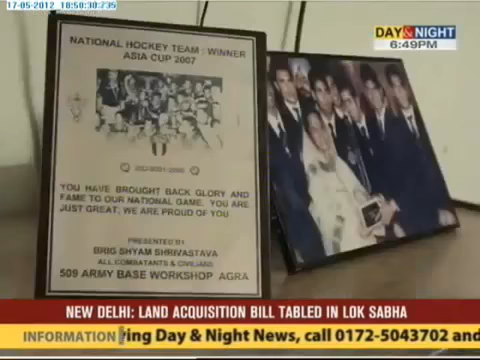 17-05-2012 18:50:30:735
DAY&NIGHT
6:49PM
NATIONAL HOCKEY TEAM : WINNER
ASIA CUP 2007
YOU HAVE BROUGHT BACK GLORY AND
FAME TO OUR NATIONAL GAME. YOU ARE
JUST GREAT; WE ARE PROUD OF YOU
PRESENTED BY
BRIG SHYAM SHRIVASTAVA
ALL COMBATANTS & CIVILIANS
509 ARMY BASE WORKSHOP AGRA
NEW DELHI: LAND ACQUISITION BILL TABLED IN LOK SABHA
INFORMATION ring Day & Night News, call 0172-5043702 and